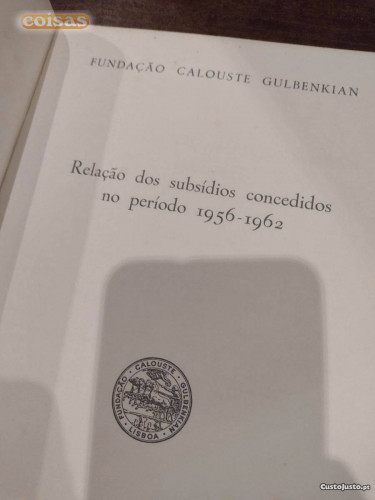 coisas
FUNDAÇÃO CALOUSTE GULBENKIAN
Relação dos subsídios concedidos
no período 1956-1962
FUNDAÇÃO · CALOUSTE · GULBENKIAN
LISBOA
CustoJusto.pt